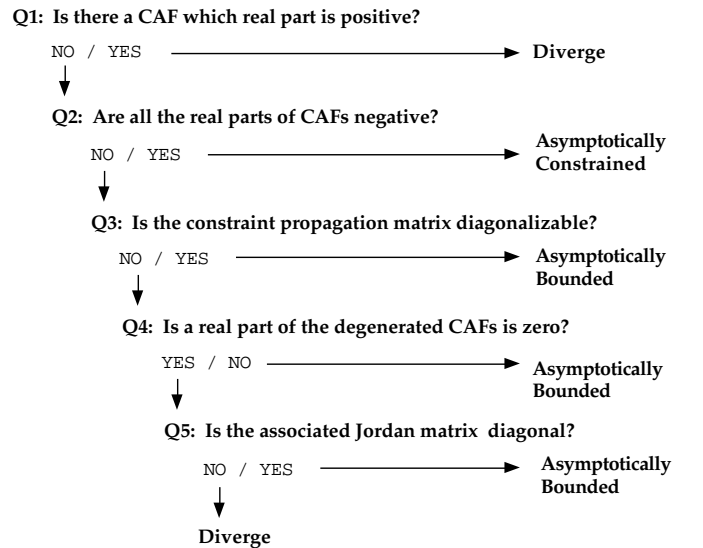 Q1: Is there a CAF which real part is positive?
NO / YES
Diverge
Q2: Are all the real parts of CAFs negative?
NO / YES
Asymptotically
Constrained
Q3: Is the constraint propagation matrix diagonalizable?
NO / YES
Asymptotically
Bounded
Q4: Is a real part of the degenerated CAFs is zero?
YES / NO
Asymptotically
Bounded
Q5: Is the associated Jordan matrix diagonal?
NO / YES
Asymptotically
Bounded
Diverge